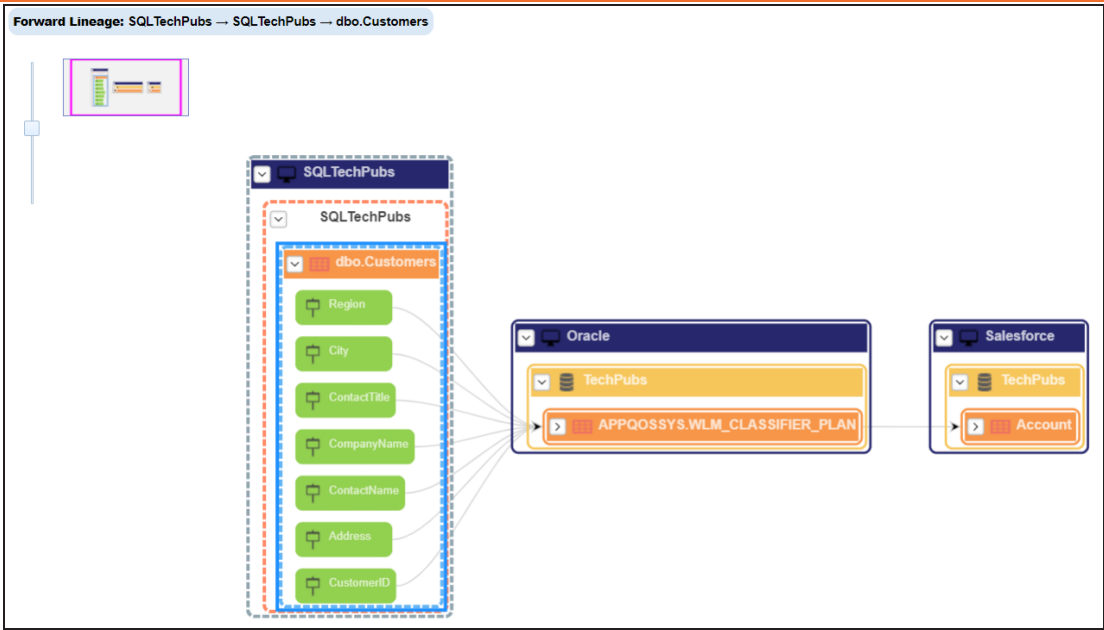 Forward Lineage: SQLTechPubs → SQLTechPubs → dbo.Customers
SQLTechPubs
SQLTechPubs
dbo.Customers
Region
City
ContactTitle
CompanyName
ContactName
Address
CustomerID
Oracle
TechPubs
APPQOSSYS.WLM_CLASSIFIER_PLAN
Salesforce
TechPubs
Account